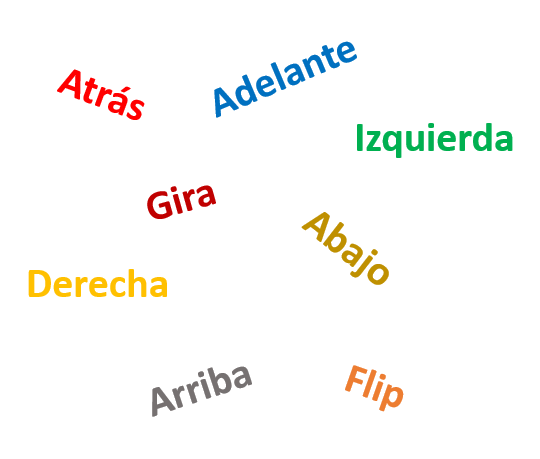 Atrás
Adelante
Izquierda
Gira
Abajo
Derecha
Arriba
Flip